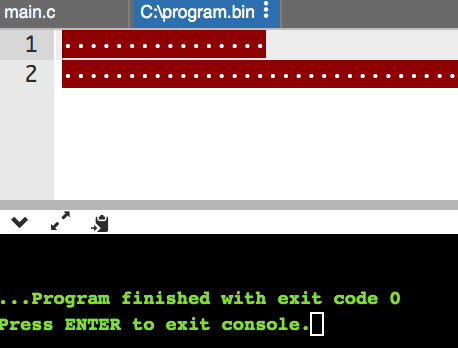 main.c C:\program.bin
1 ...............
2 .............................
...Program finished with exit code 0
Press ENTER to exit console.